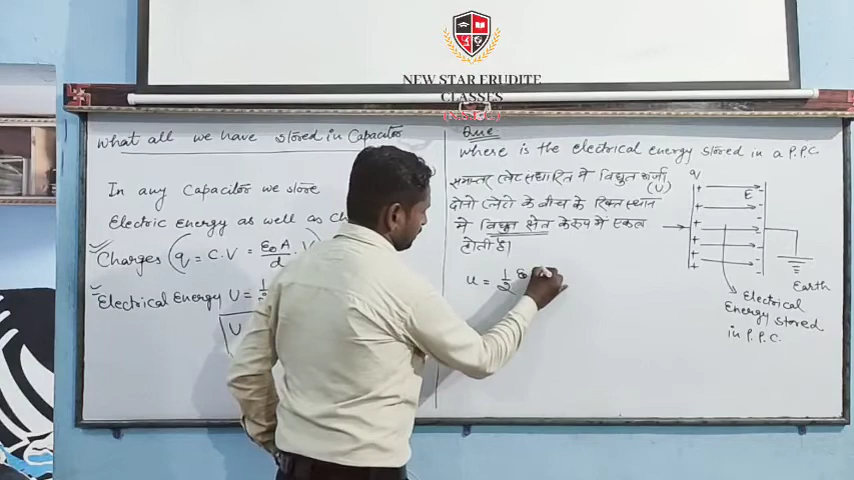 NEW STAR ERUDITE
CLASSES
What all we have stored in Capacitor
In any Capacitor we store
Electric Energy as well as
Charges (q = C.V = ε₀A/d . V
Electrical Energy U =
U
Que
where is the electrical energy stored in a P.P.C.
समान्तर प्लेट संधारित्र में विद्युत ऊर्जा
(U)
दोनों प्लेटों के बीच के रिक्त स्थान
में विद्युत क्षेत्र के रूप में एकत्र
होती है।
u = 1/2 ε₀
q
E
Earth
Electrical
Energy stored
in P.P.C.